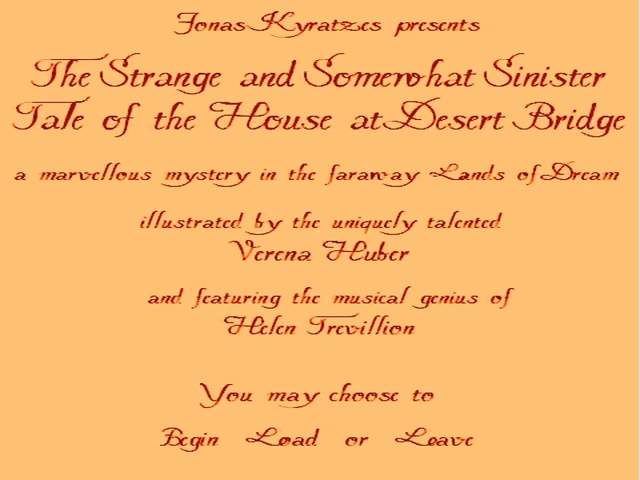 Jonas Kyratzes presents
The Strange and Somewhat Sinister
Tale of the House at Desert Bridge
a marvellous mystery in the faraway Lands of Dream
illustrated by the uniquely talented
Verena Huber
and featuring the musical genius of
Helen Trevillion
You may choose to
Begin Load or Leave